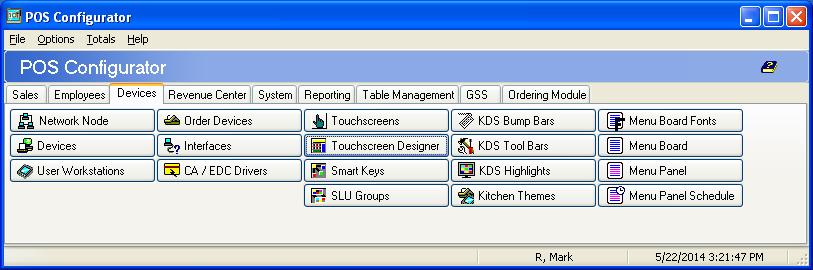 POS Configurator
File Options Totals Help
POS Configurator
Sales Employees Devices Revenue Center System Reporting Table Management GSS Ordering Module
Network Node Order Devices Touchscreens KDS Bump Bars Menu Board Fonts
Devices Interfaces Touchscreen Designer KDS Tool Bars Menu Board
User Workstations CA / EDC Drivers Smart Keys KDS Highlights Menu Panel
SLU Groups Kitchen Themes Menu Panel Schedule
R, Mark 5/22/2014 3:21:47 PM